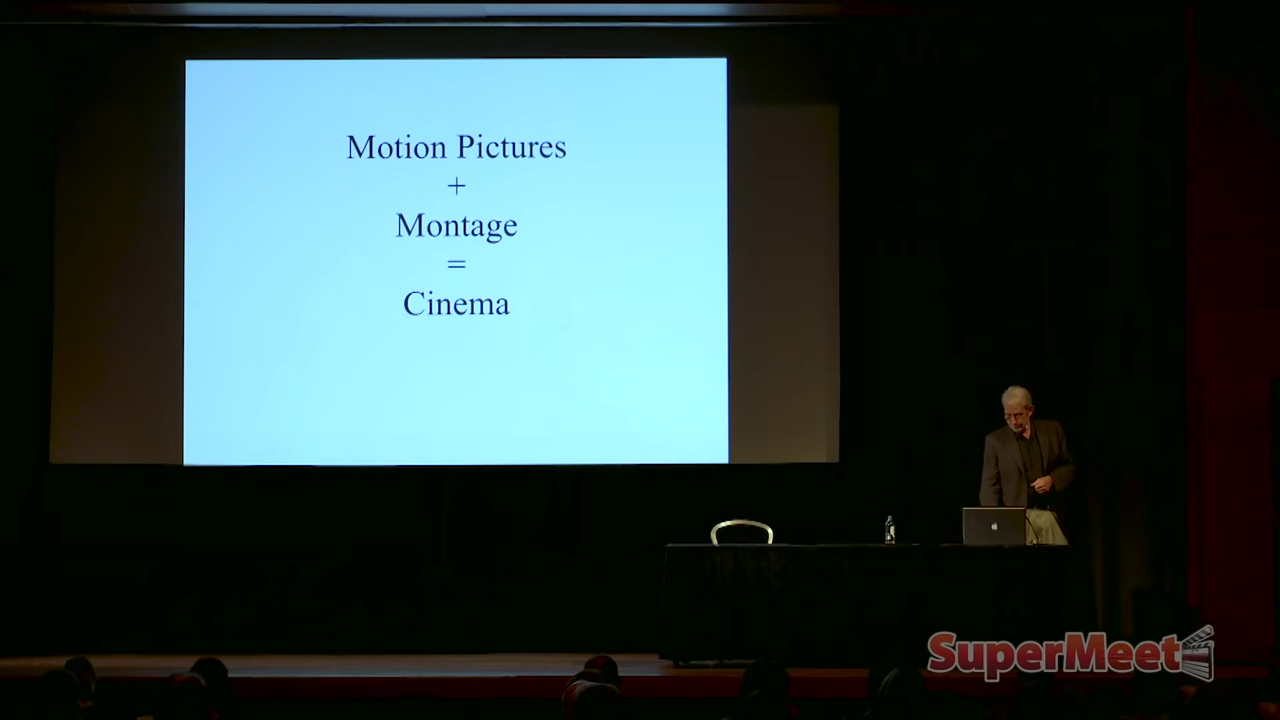 Motion Pictures
+
Montage
=
Cinema
SuperMeet